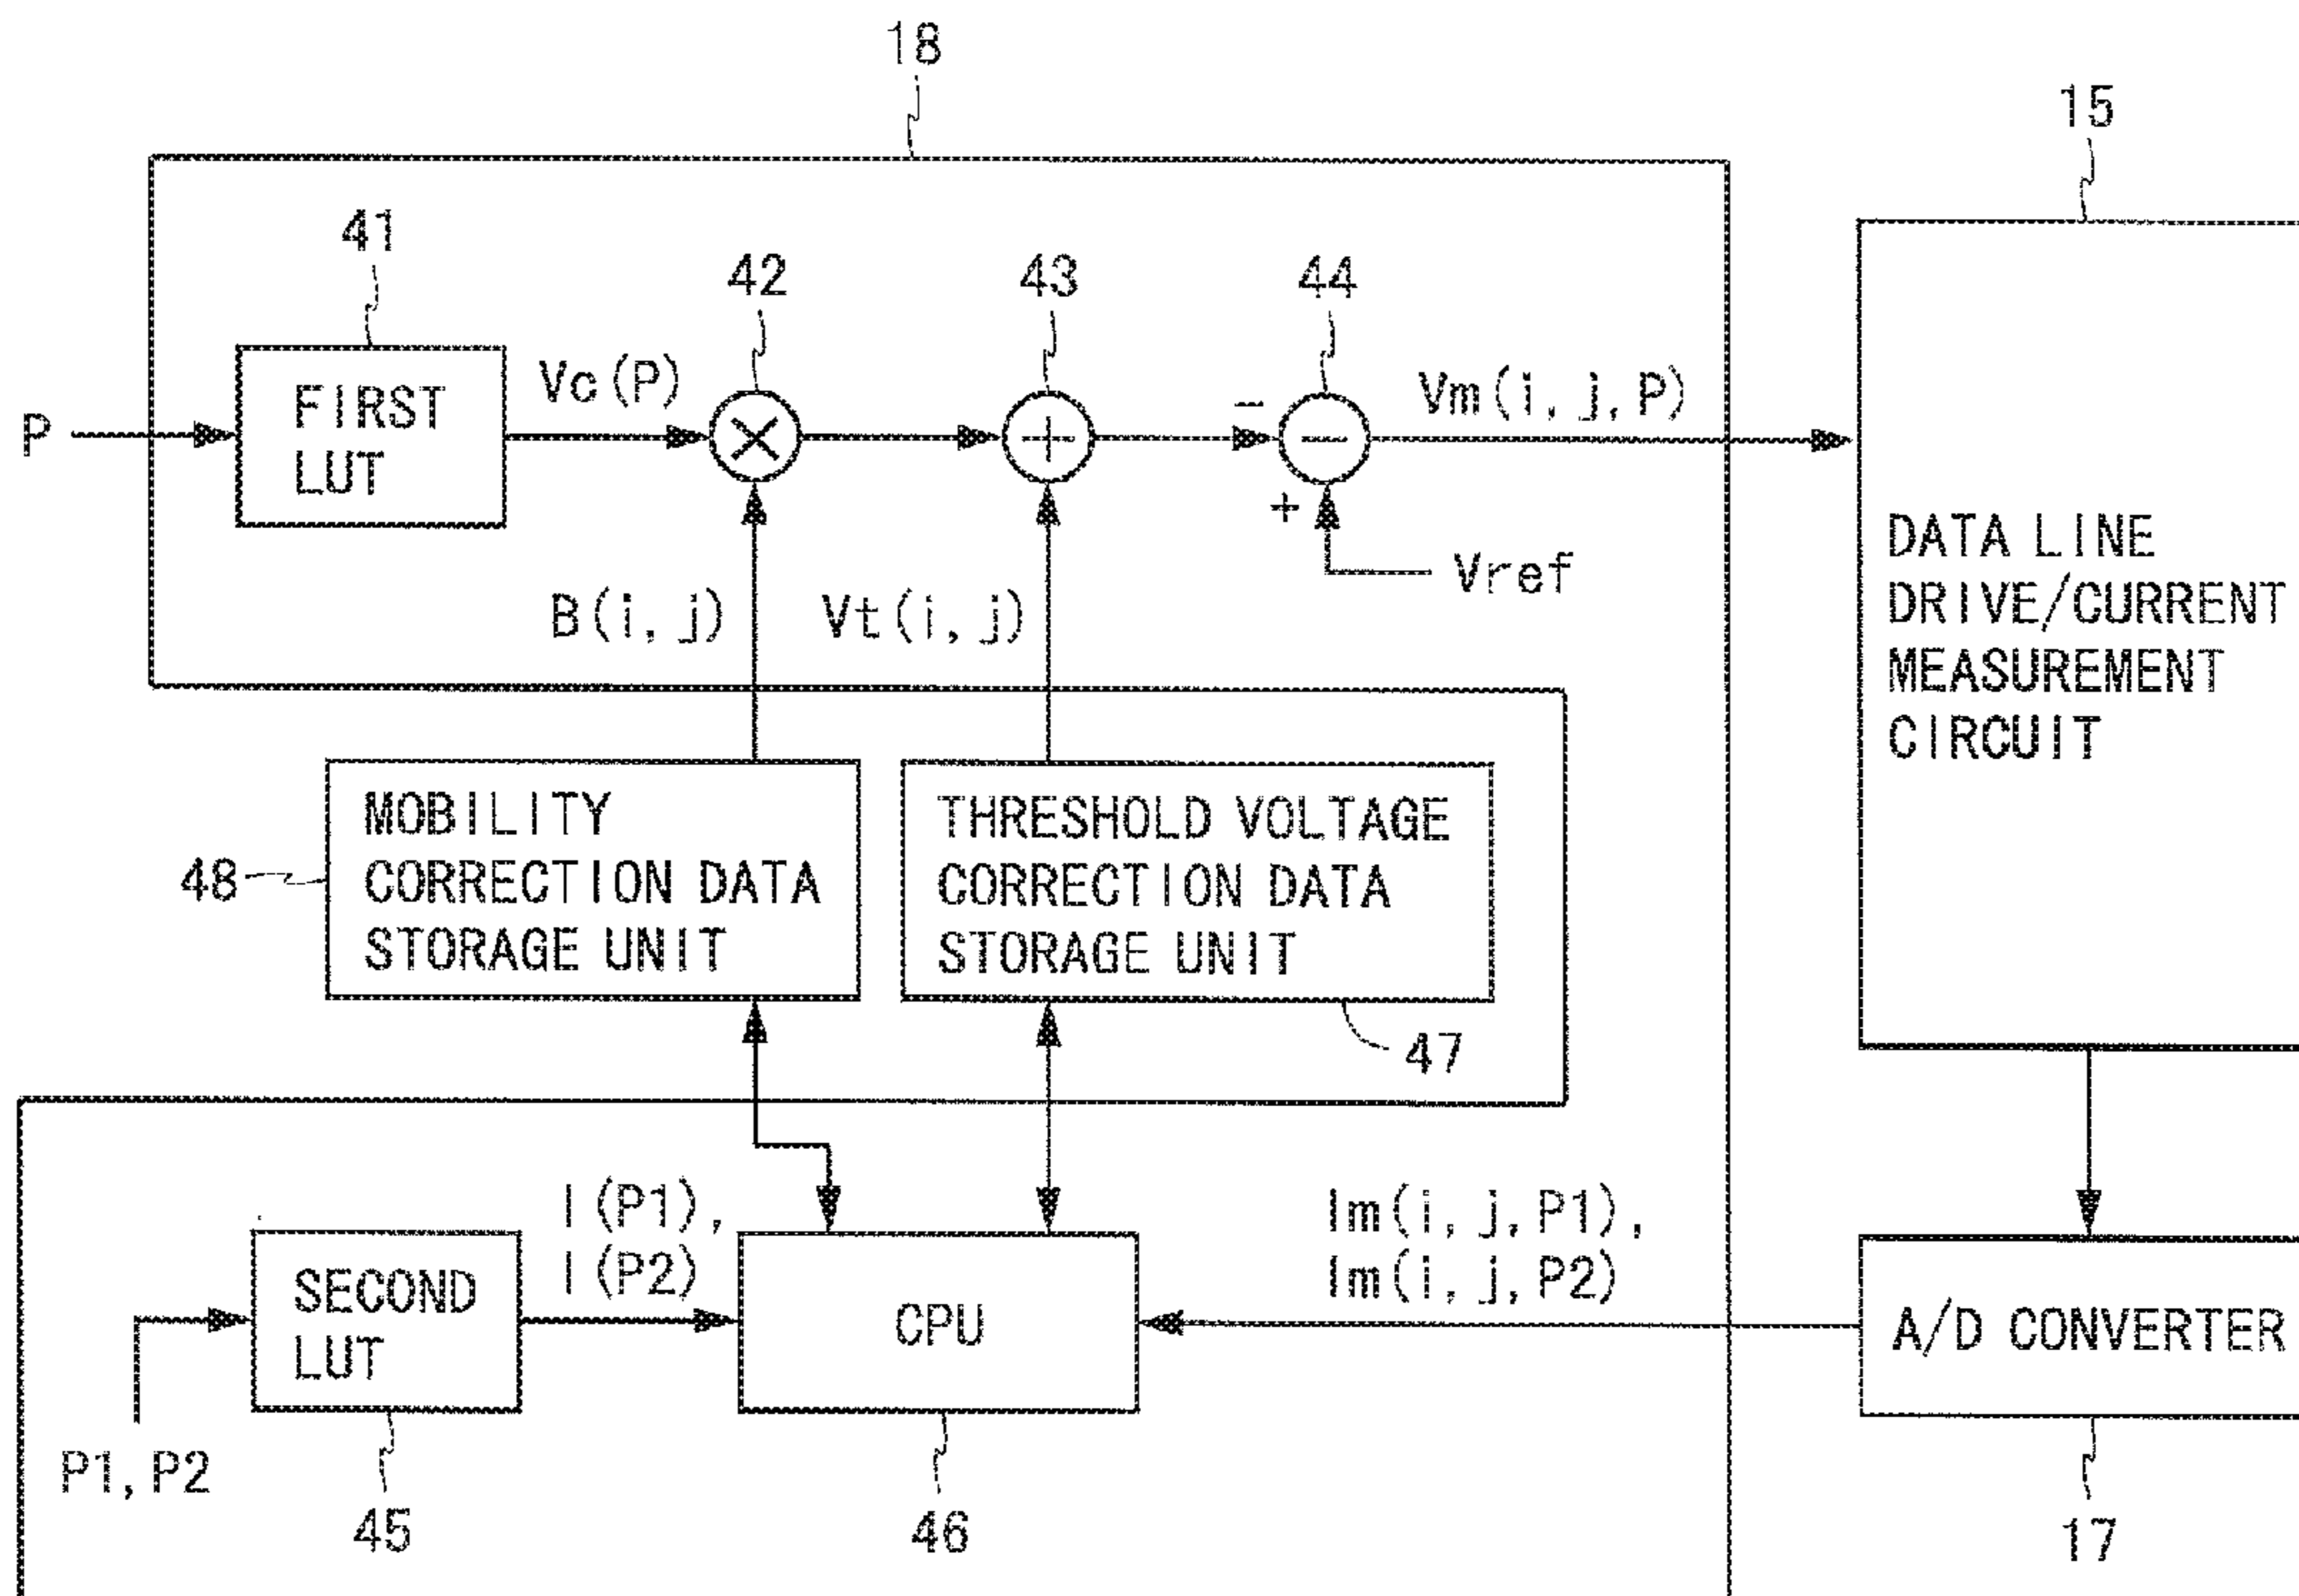 18
15
41
42
43
44
P
FIRST
LUT
Vc(P)
×
+
-
−
+
Vm(i, j, P)
Vref
B(i, j)
Vt(i, j)
DATA LINE
DRIVE/CURRENT
MEASUREMENT
CIRCUIT
48
MOBILITY
CORRECTION DATA
STORAGE UNIT
THRESHOLD VOLTAGE
CORRECTION DATA
STORAGE UNIT
47
I(P1),
I(P2)
Im(i, j, P1),
Im(i, j, P2)
SECOND
LUT
CPU
A/D CONVERTER
P1, P2
45
46
17